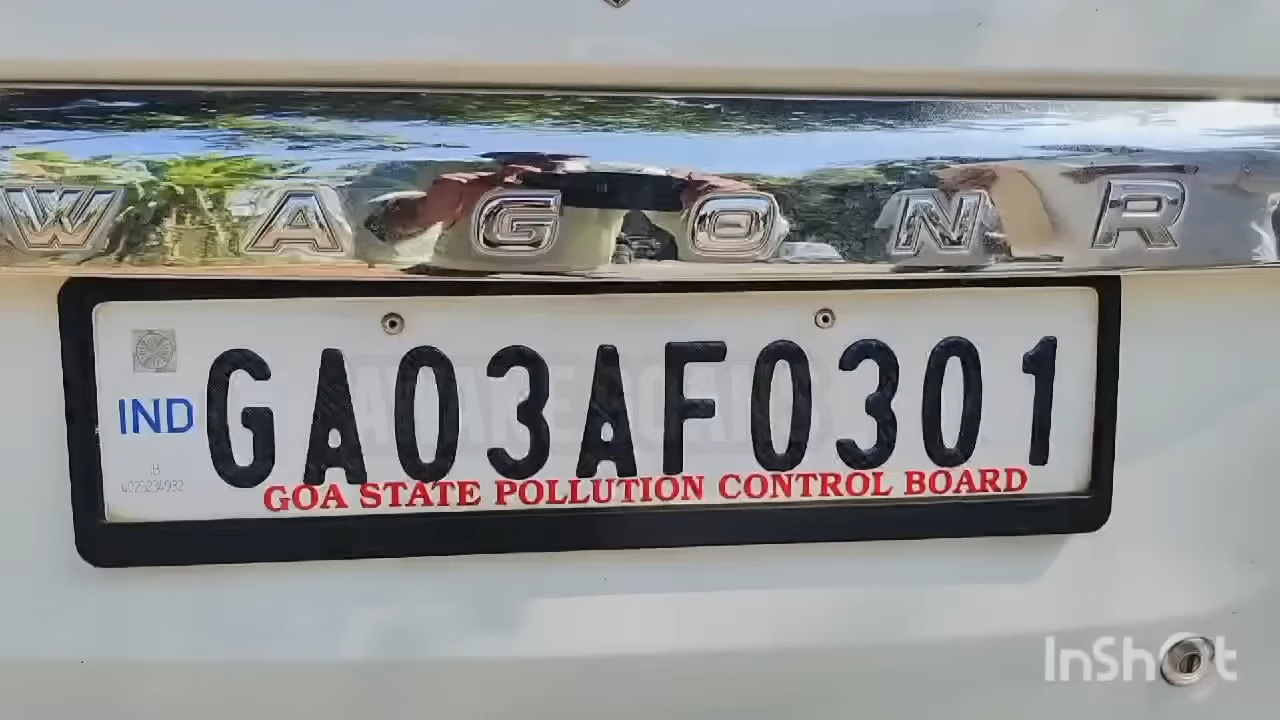 WAGONR
GA03AF0301
IND
GOA STATE POLLUTION CONTROL BOARD
InShOt